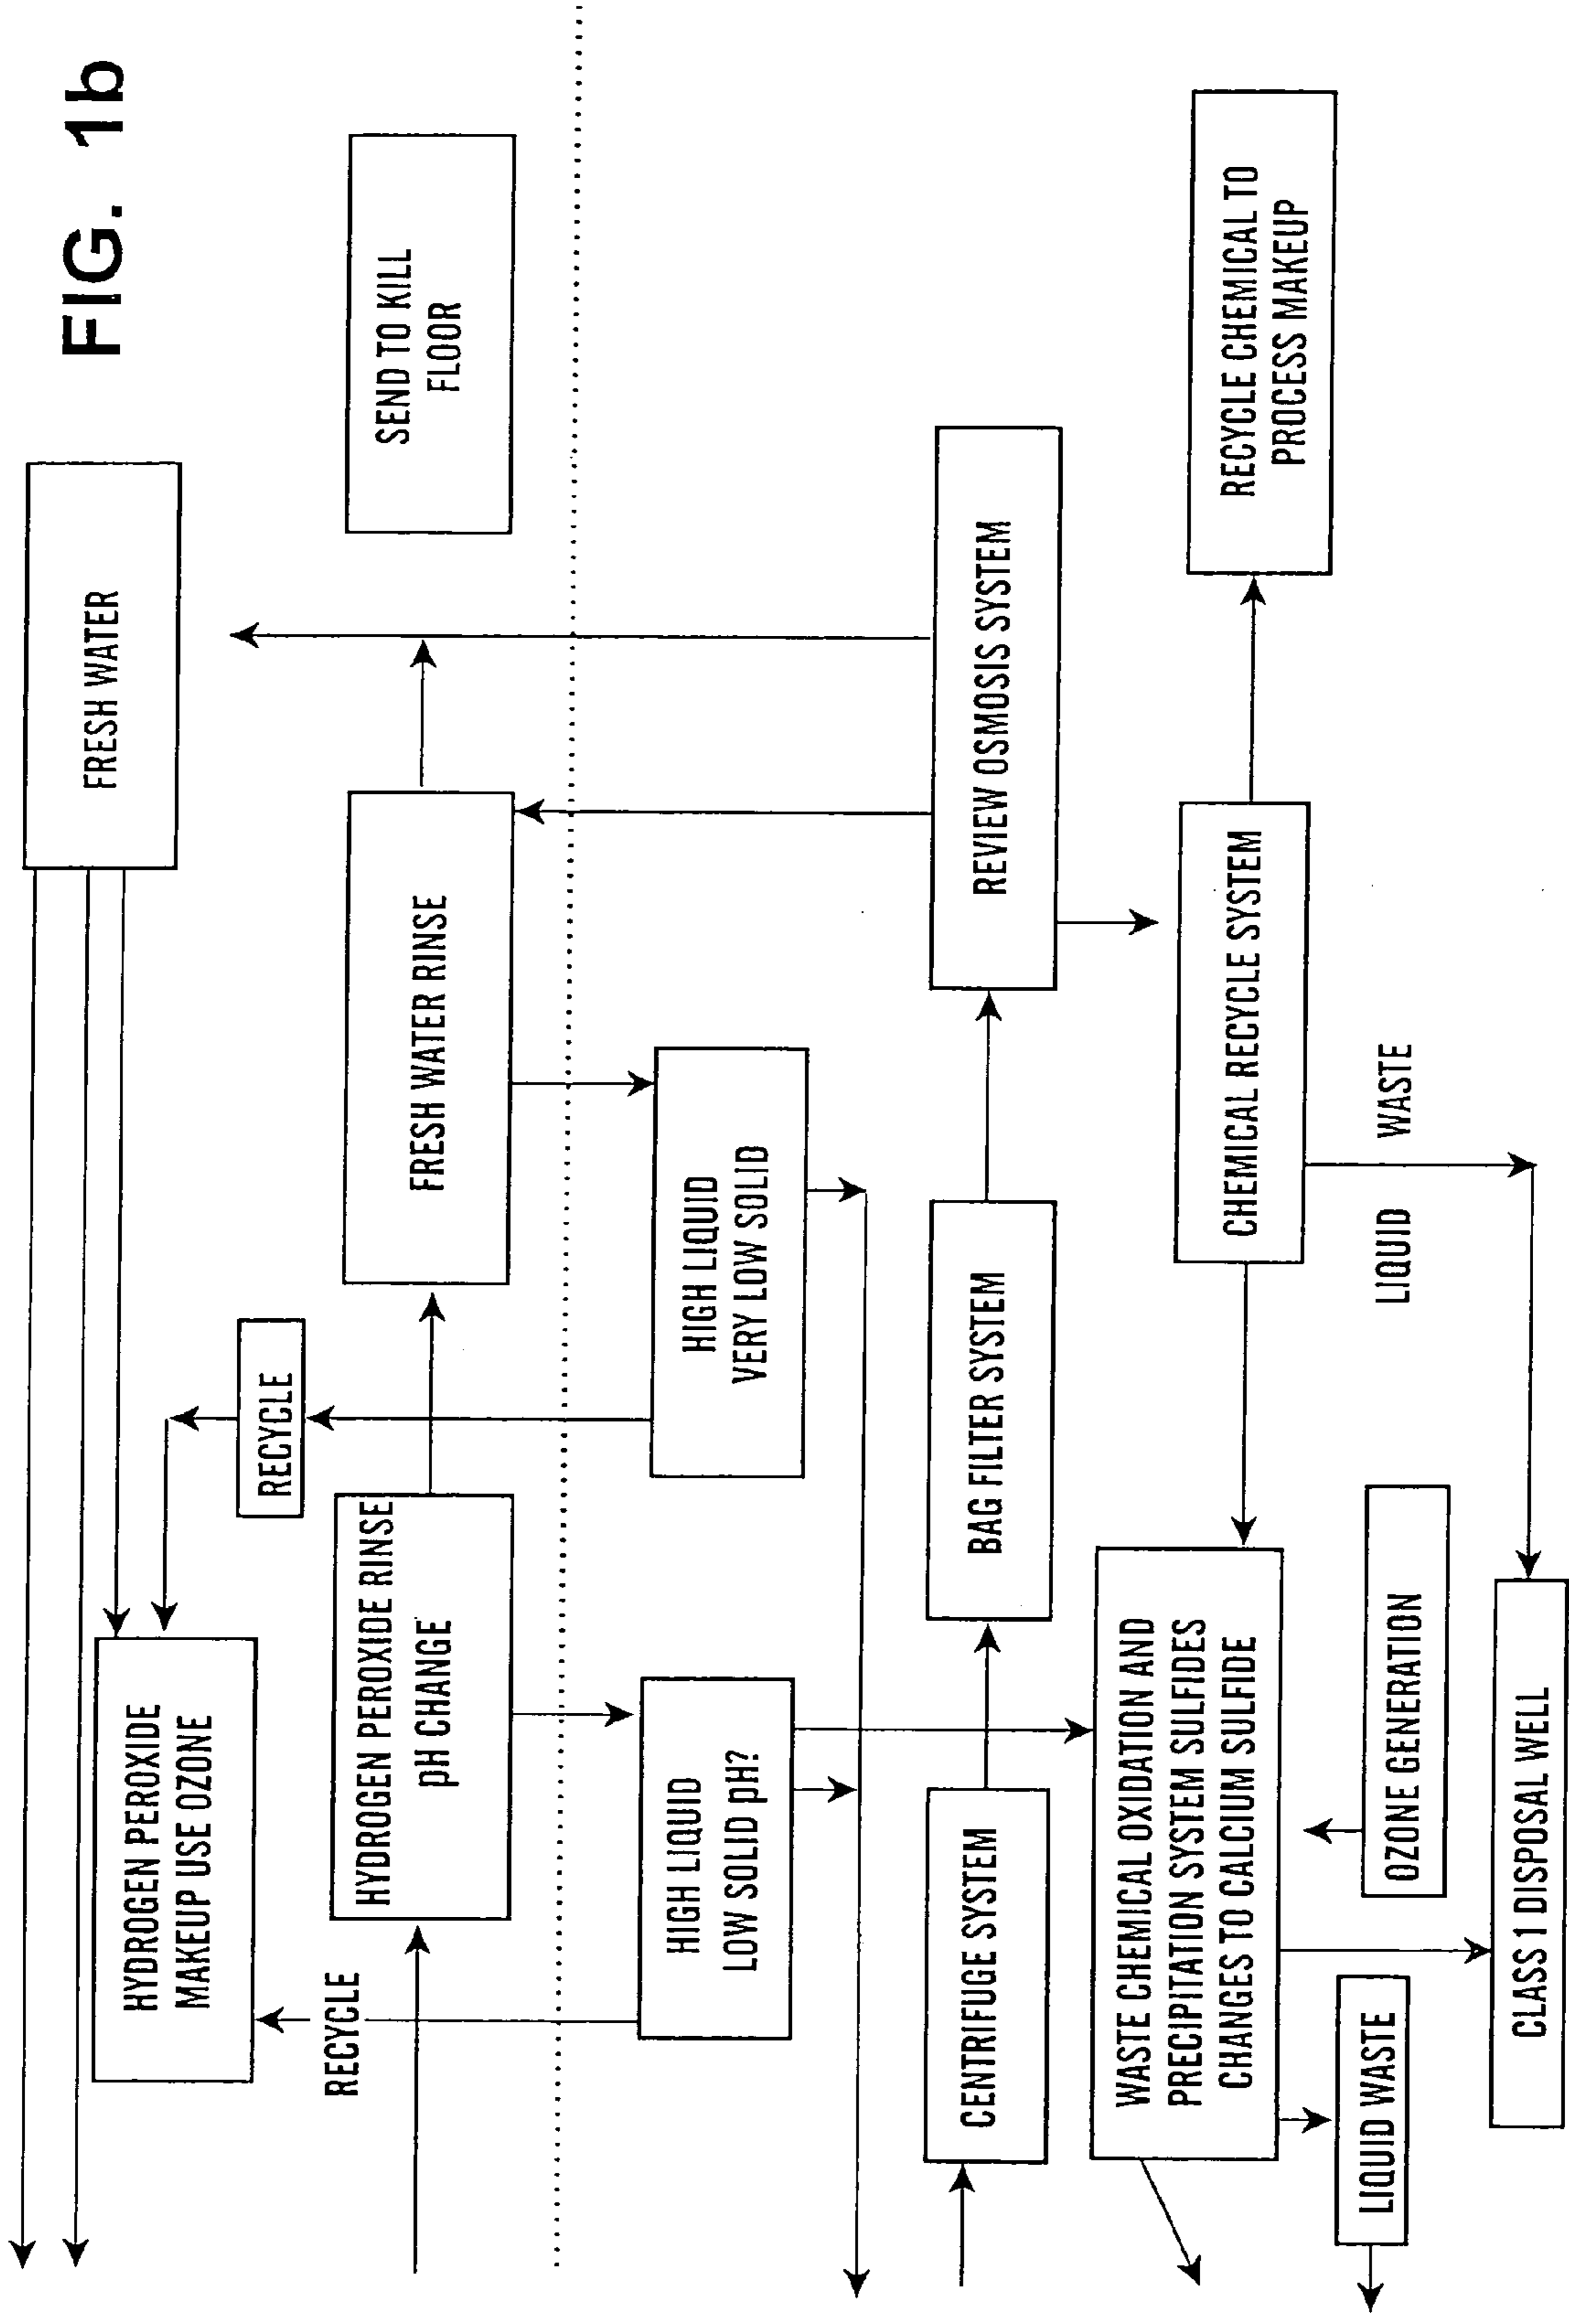 FIG. 1b
FRESH WATER
HYDROGEN PEROXIDE
MAKEUP USE OZONE
RECYCLE
RECYCLE
HYDROGEN PEROXIDE RINSE
pH CHANGE
FRESH WATER RINSE
SEND TO KILL
FLOOR
HIGH LIQUID
LOW SOLID pH?
HIGH LIQUID
VERY LOW SOLID
CENTRIFUGE SYSTEM
BAG FILTER SYSTEM
REVIEW OSMOSIS SYSTEM
WASTE CHEMICAL OXIDATION AND
PRECIPITATION SYSTEM SULFIDES
CHANGES TO CALCIUM SULFIDE
CHEMICAL RECYCLE SYSTEM
RECYCLE CHEMICAL TO
PROCESS MAKEUP
LIQUID WASTE
OZONE GENERATION
LIQUID WASTE
CLASS 1 DISPOSAL WELL